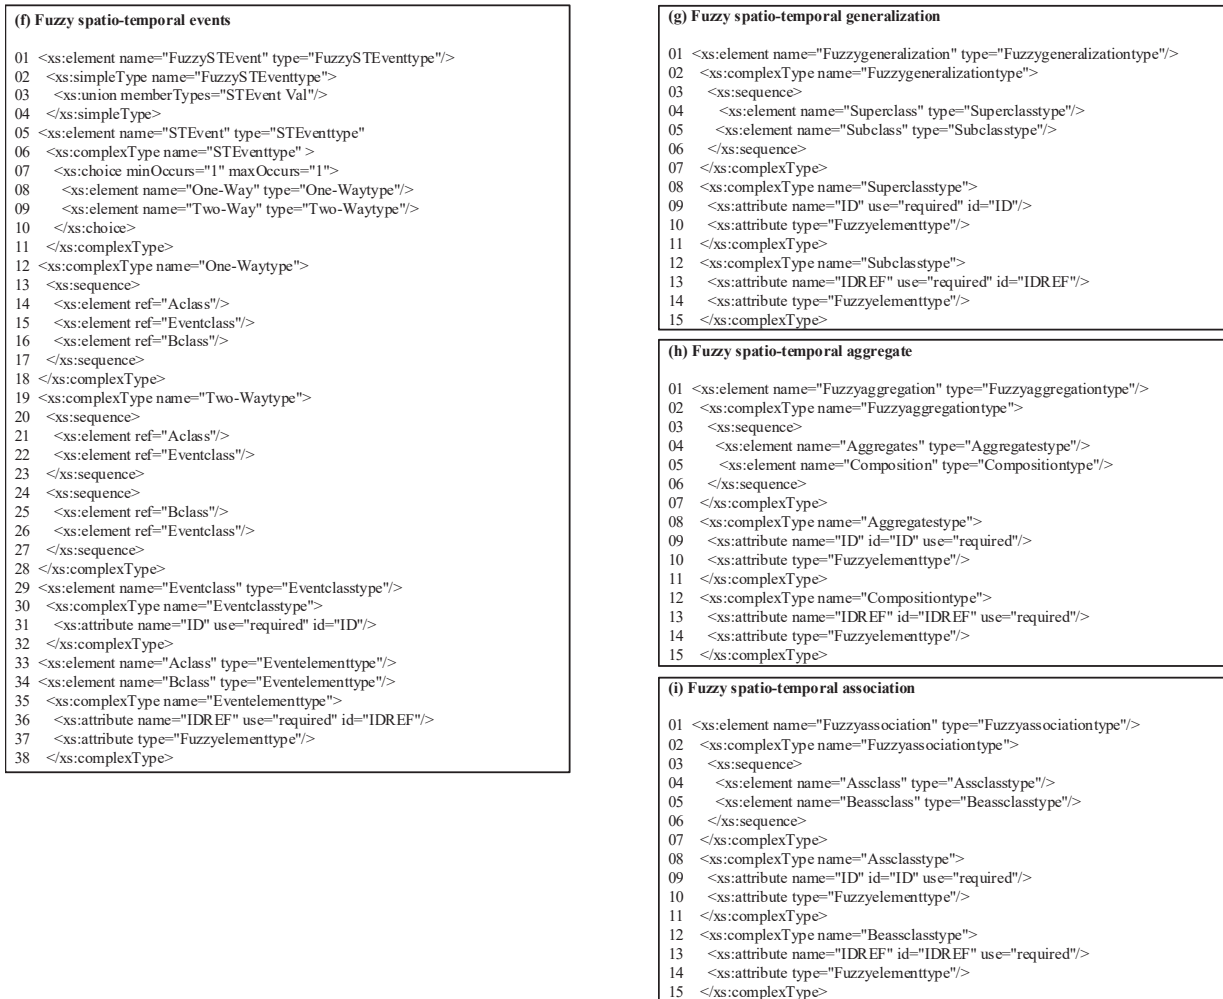 (f) Fuzzy spatio-temporal events
01 <xs:element name="FuzzySTEvent" type="FuzzySTEventtype"/>
02 <xs:simpleType name="FuzzySTEventtype">
03 <xs:union memberTypes="STEvent Val"/>
04 </xs:simpleType>
05 <xs:element name="STEvent" type="STEventtype"
06 <xs:complexType name="STEventtype" >
07 <xs:choice minOccurs="1" maxOccurs="1">
08 <xs:element name="One-Way" type="One-Waytype"/>
09 <xs:element name="Two-Way" type="Two-Waytype"/>
10 </xs:choice>
11 </xs:complexType>
12 <xs:complexType name="One-Waytype">
13 <xs:sequence>
14 <xs:element ref="Aclass"/>
15 <xs:element ref="Eventclass"/>
16 <xs:element ref="Bclass"/>
17 </xs:sequence>
18 </xs:complexType>
19 <xs:complexType name="Two-Waytype">
20 <xs:sequence>
21 <xs:element ref="Aclass"/>
22 <xs:element ref="Eventclass"/>
23 </xs:sequence>
24 <xs:sequence>
25 <xs:element ref="Bclass"/>
26 <xs:element ref="Eventclass"/>
27 </xs:sequence>
28 </xs:complexType>
29 <xs:element name="Eventclass" type="Eventclasstype"/>
30 <xs:complexType name="Eventclasstype">
31 <xs:attribute name="ID" use="required" id="ID"/>
32 </xs:complexType>
33 <xs:element name="Aclass" type="Eventelementtype"/>
34 <xs:element name="Bclass" type="Eventelementtype"/>
35 <xs:complexType name="Eventelementtype">
36 <xs:attribute name="IDREF" use="required" id="IDREF"/>
37 <xs:attribute type="Fuzzyelementtype"/>
38 </xs:complexType>
(g) Fuzzy spatio-temporal generalization
01 <xs:element name="Fuzzygeneralization" type="Fuzzygeneralizationtype"/>
02 <xs:complexType name="Fuzzygeneralizationtype">
03 <xs:sequence>
04 <xs:element name="Superclass" type="Superclasstype"/>
05 <xs:element name="Subclass" type="Subclasstype"/>
06 </xs:sequence>
07 </xs:complexType>
08 <xs:complexType name="Superclasstype">
09 <xs:attribute name="ID" use="required" id="ID"/>
10 <xs:attribute type="Fuzzyelementtype"/>
11 </xs:complexType>
12 <xs:complexType name="Subclasstype">
13 <xs:attribute name="IDREF" use="required" id="IDREF"/>
14 <xs:attribute type="Fuzzyelementtype"/>
15 </xs:complexType>
(h) Fuzzy spatio-temporal aggregate
01 <xs:element name="Fuzzyaggregation" type="Fuzzyaggregationtype"/>
02 <xs:complexType name="Fuzzyaggregationtype">
03 <xs:sequence>
04 <xs:element name="Aggregates" type="Aggregatestype"/>
05 <xs:element name="Composition" type="Compositiontype"/>
06 </xs:sequence>
07 </xs:complexType>
08 <xs:complexType name="Aggregatestype">
09 <xs:attribute name="ID" id="ID" use="required"/>
10 <xs:attribute type="Fuzzyelementtype"/>
11 </xs:complexType>
12 <xs:complexType name="Compositiontype">
13 <xs:attribute name="IDREF" id="IDREF" use="required"/>
14 <xs:attribute type="Fuzzyelementtype"/>
15 </xs:complexType>
(i) Fuzzy spatio-temporal association
01 <xs:element name="Fuzzyassociation" type="Fuzzyassociationtype"/>
02 <xs:complexType name="Fuzzyassociationtype">
03 <xs:sequence>
04 <xs:element name="Assclass" type="Assclasstype"/>
05 <xs:element name="Beassclass" type="Beassclasstype"/>
06 </xs:sequence>
07 </xs:complexType>
08 <xs:complexType name="Assclasstype">
09 <xs:attribute name="ID" id="ID" use="required"/>
10 <xs:attribute type="Fuzzyelementtype"/>
11 </xs:complexType>
12 <xs:complexType name="Beassclasstype">
13 <xs:attribute name="IDREF" id="IDREF" use="required"/>
14 <xs:attribute type="Fuzzyelementtype"/>
15 </xs:complexType>